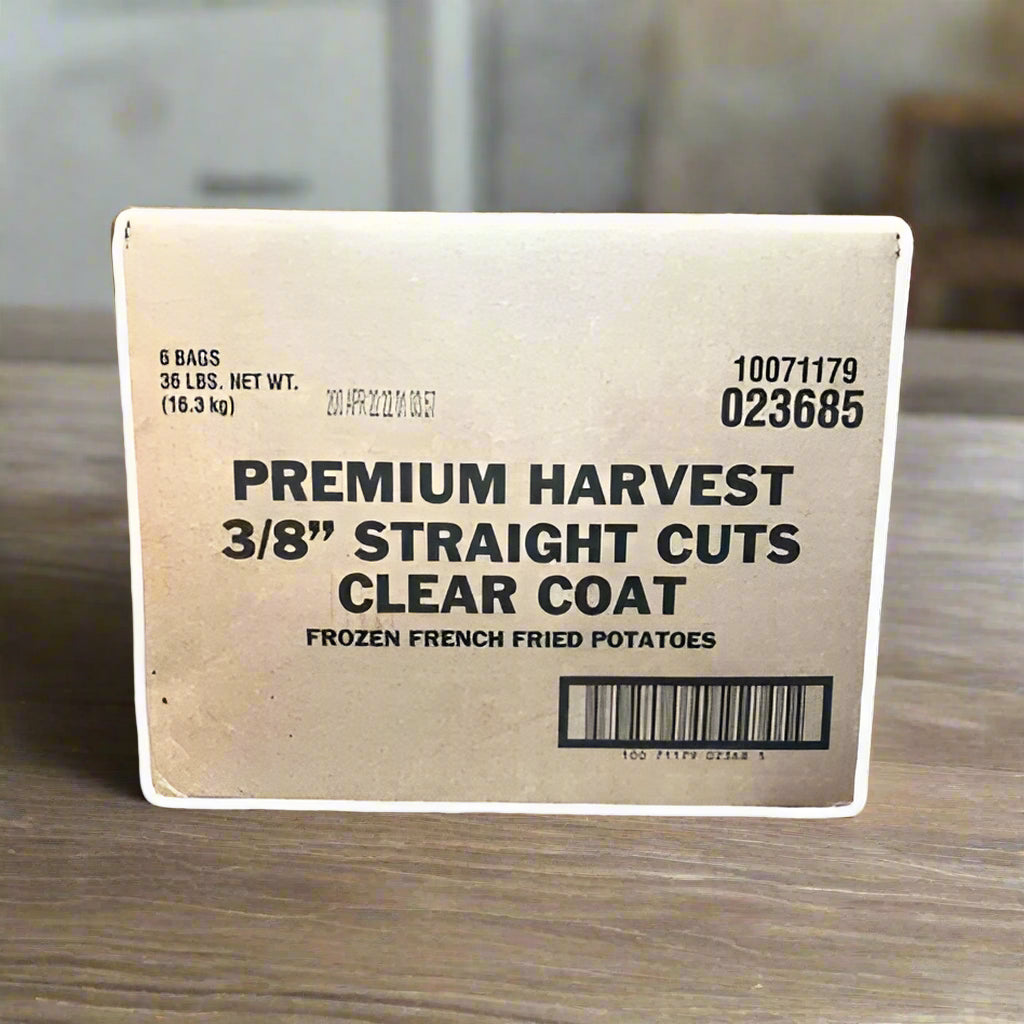 6 BAGS
36 LBS. NET WT.
(16.3 kg)
10071179
023685
PREMIUM HARVEST
3/8” STRAIGHT CUTS
CLEAR COAT
FROZEN FRENCH FRIED POTATOES